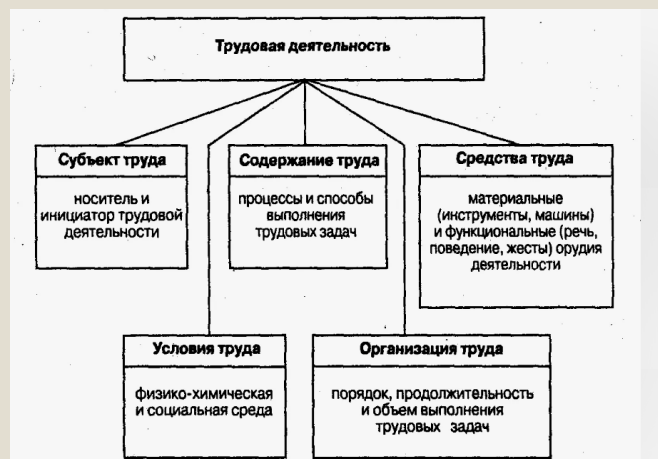 Трудовая деятельность
Субъект труда
носитель и
инициатор трудовой
деятельности
Содержание труда
процессы и способы
выполнения
трудовых задач
Средства труда
материальные
(инструменты, машины)
и функциональные (речь,
поведение, жесты) орудия
деятельности
Условия труда
физико-химическая
и социальная среда
Организация труда
порядок, продолжительность
и объем выполнения
трудовых задач